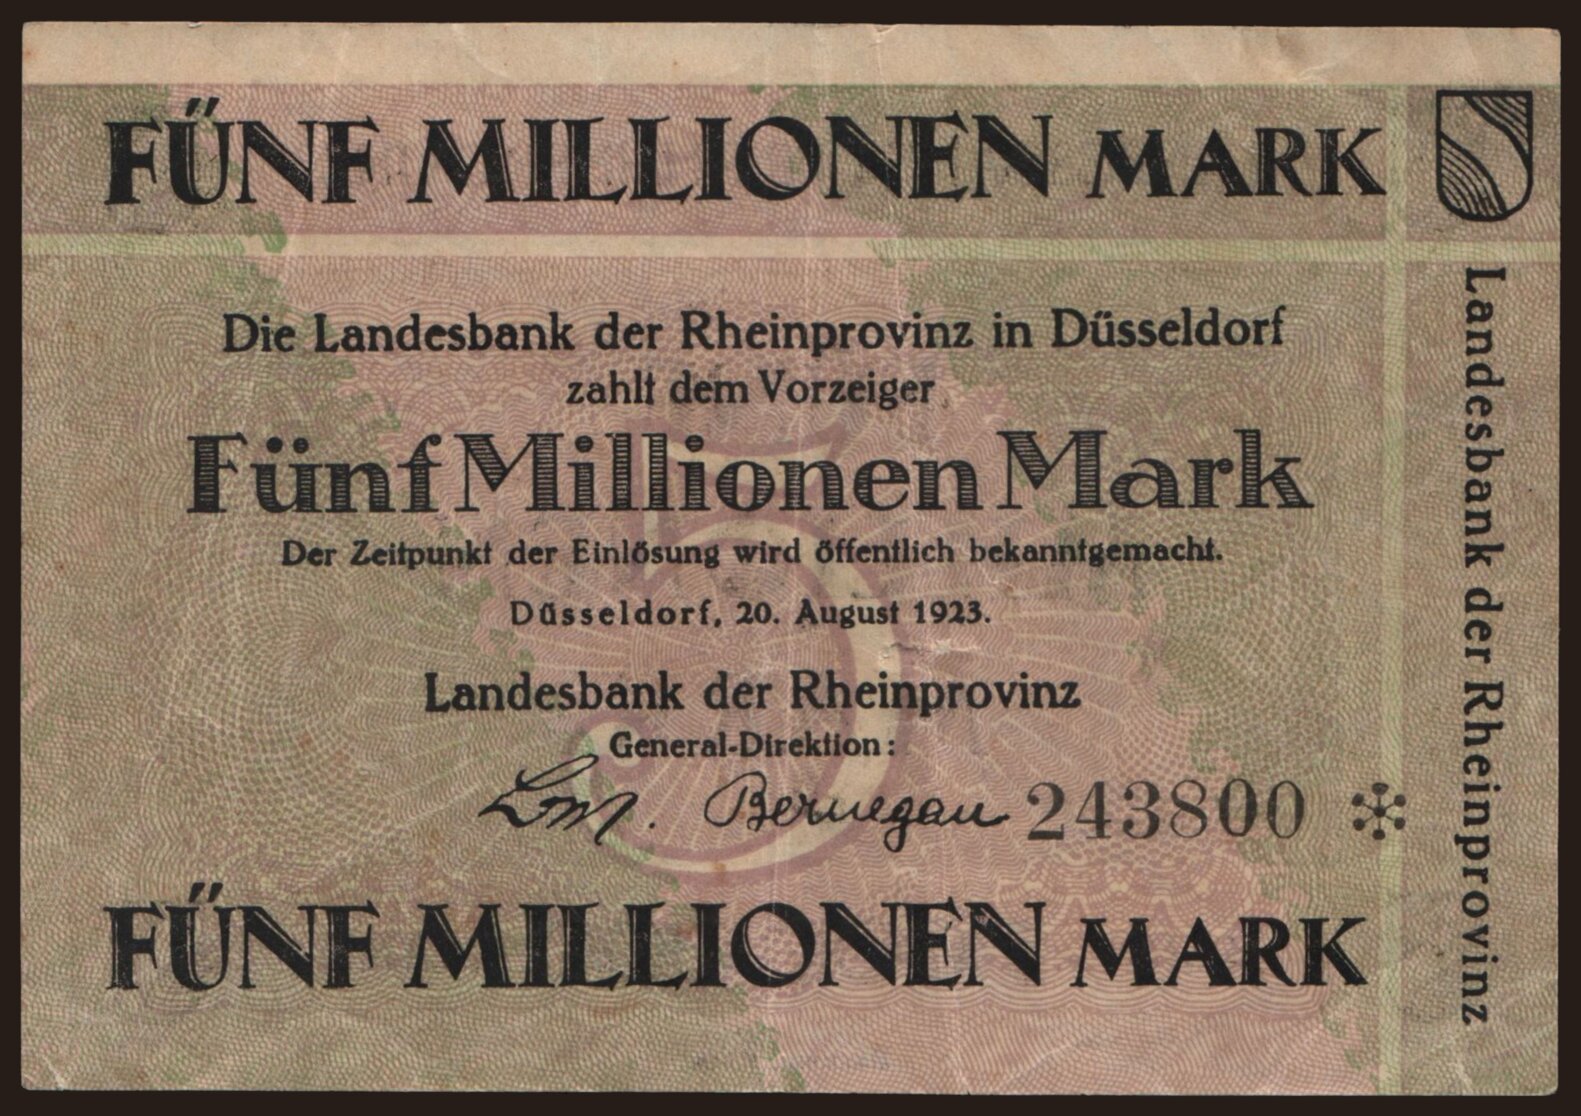 FÜNF MILLIONEN MARK
Die Landesbank der Rheinprovinz in Düsseldorf
zahlt dem Vorzeiger
Fünf Millionen Mark
Der Zeitpunkt der Einlösung wird öffentlich bekanntgemacht.
Düsseldorf, 20. August 1923.
Landesbank der Rheinprovinz
General-Direktion:
Bernegau 243800
FÜNF MILLIONEN MARK
Landesbank der Rheinprovinz
5